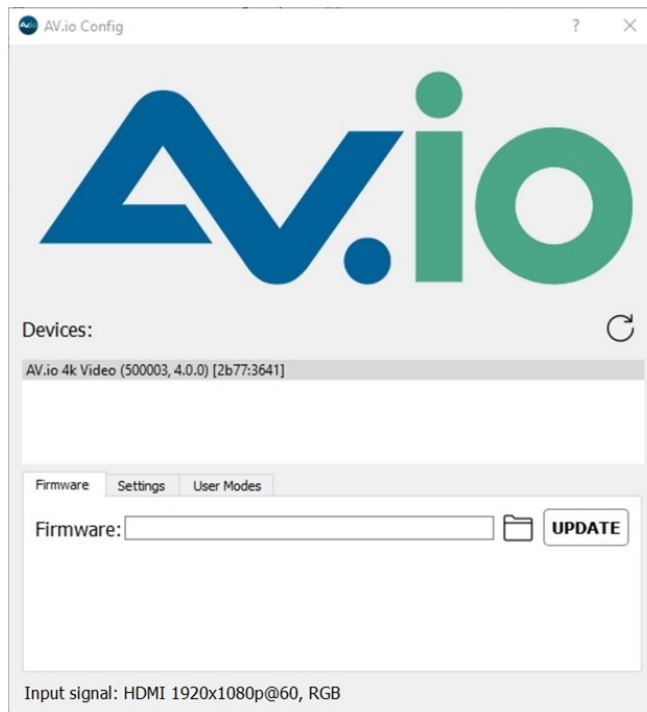 AV.io Config
AV.io
Devices:
AV.io 4k Video (500003, 4.0.0) [2b77:3641]
Firmware Settings User Modes
Firmware: UPDATE
Input signal: HDMI 1920x1080p@60, RGB